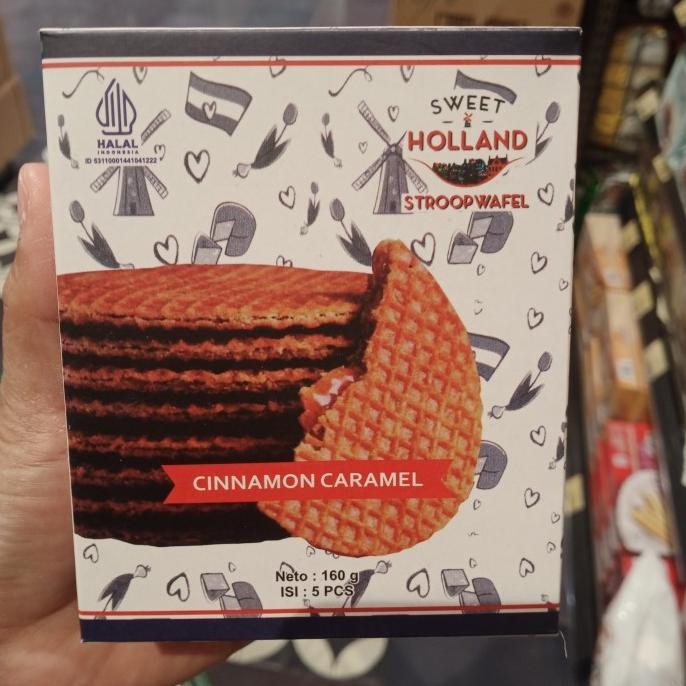 HALAL
INDONESIA
ID 53110001441041222
SWEET
HOLLAND
STROOPWAFEL
CINNAMON CARAMEL
Neto : 160 g
ISI : 5 PCS